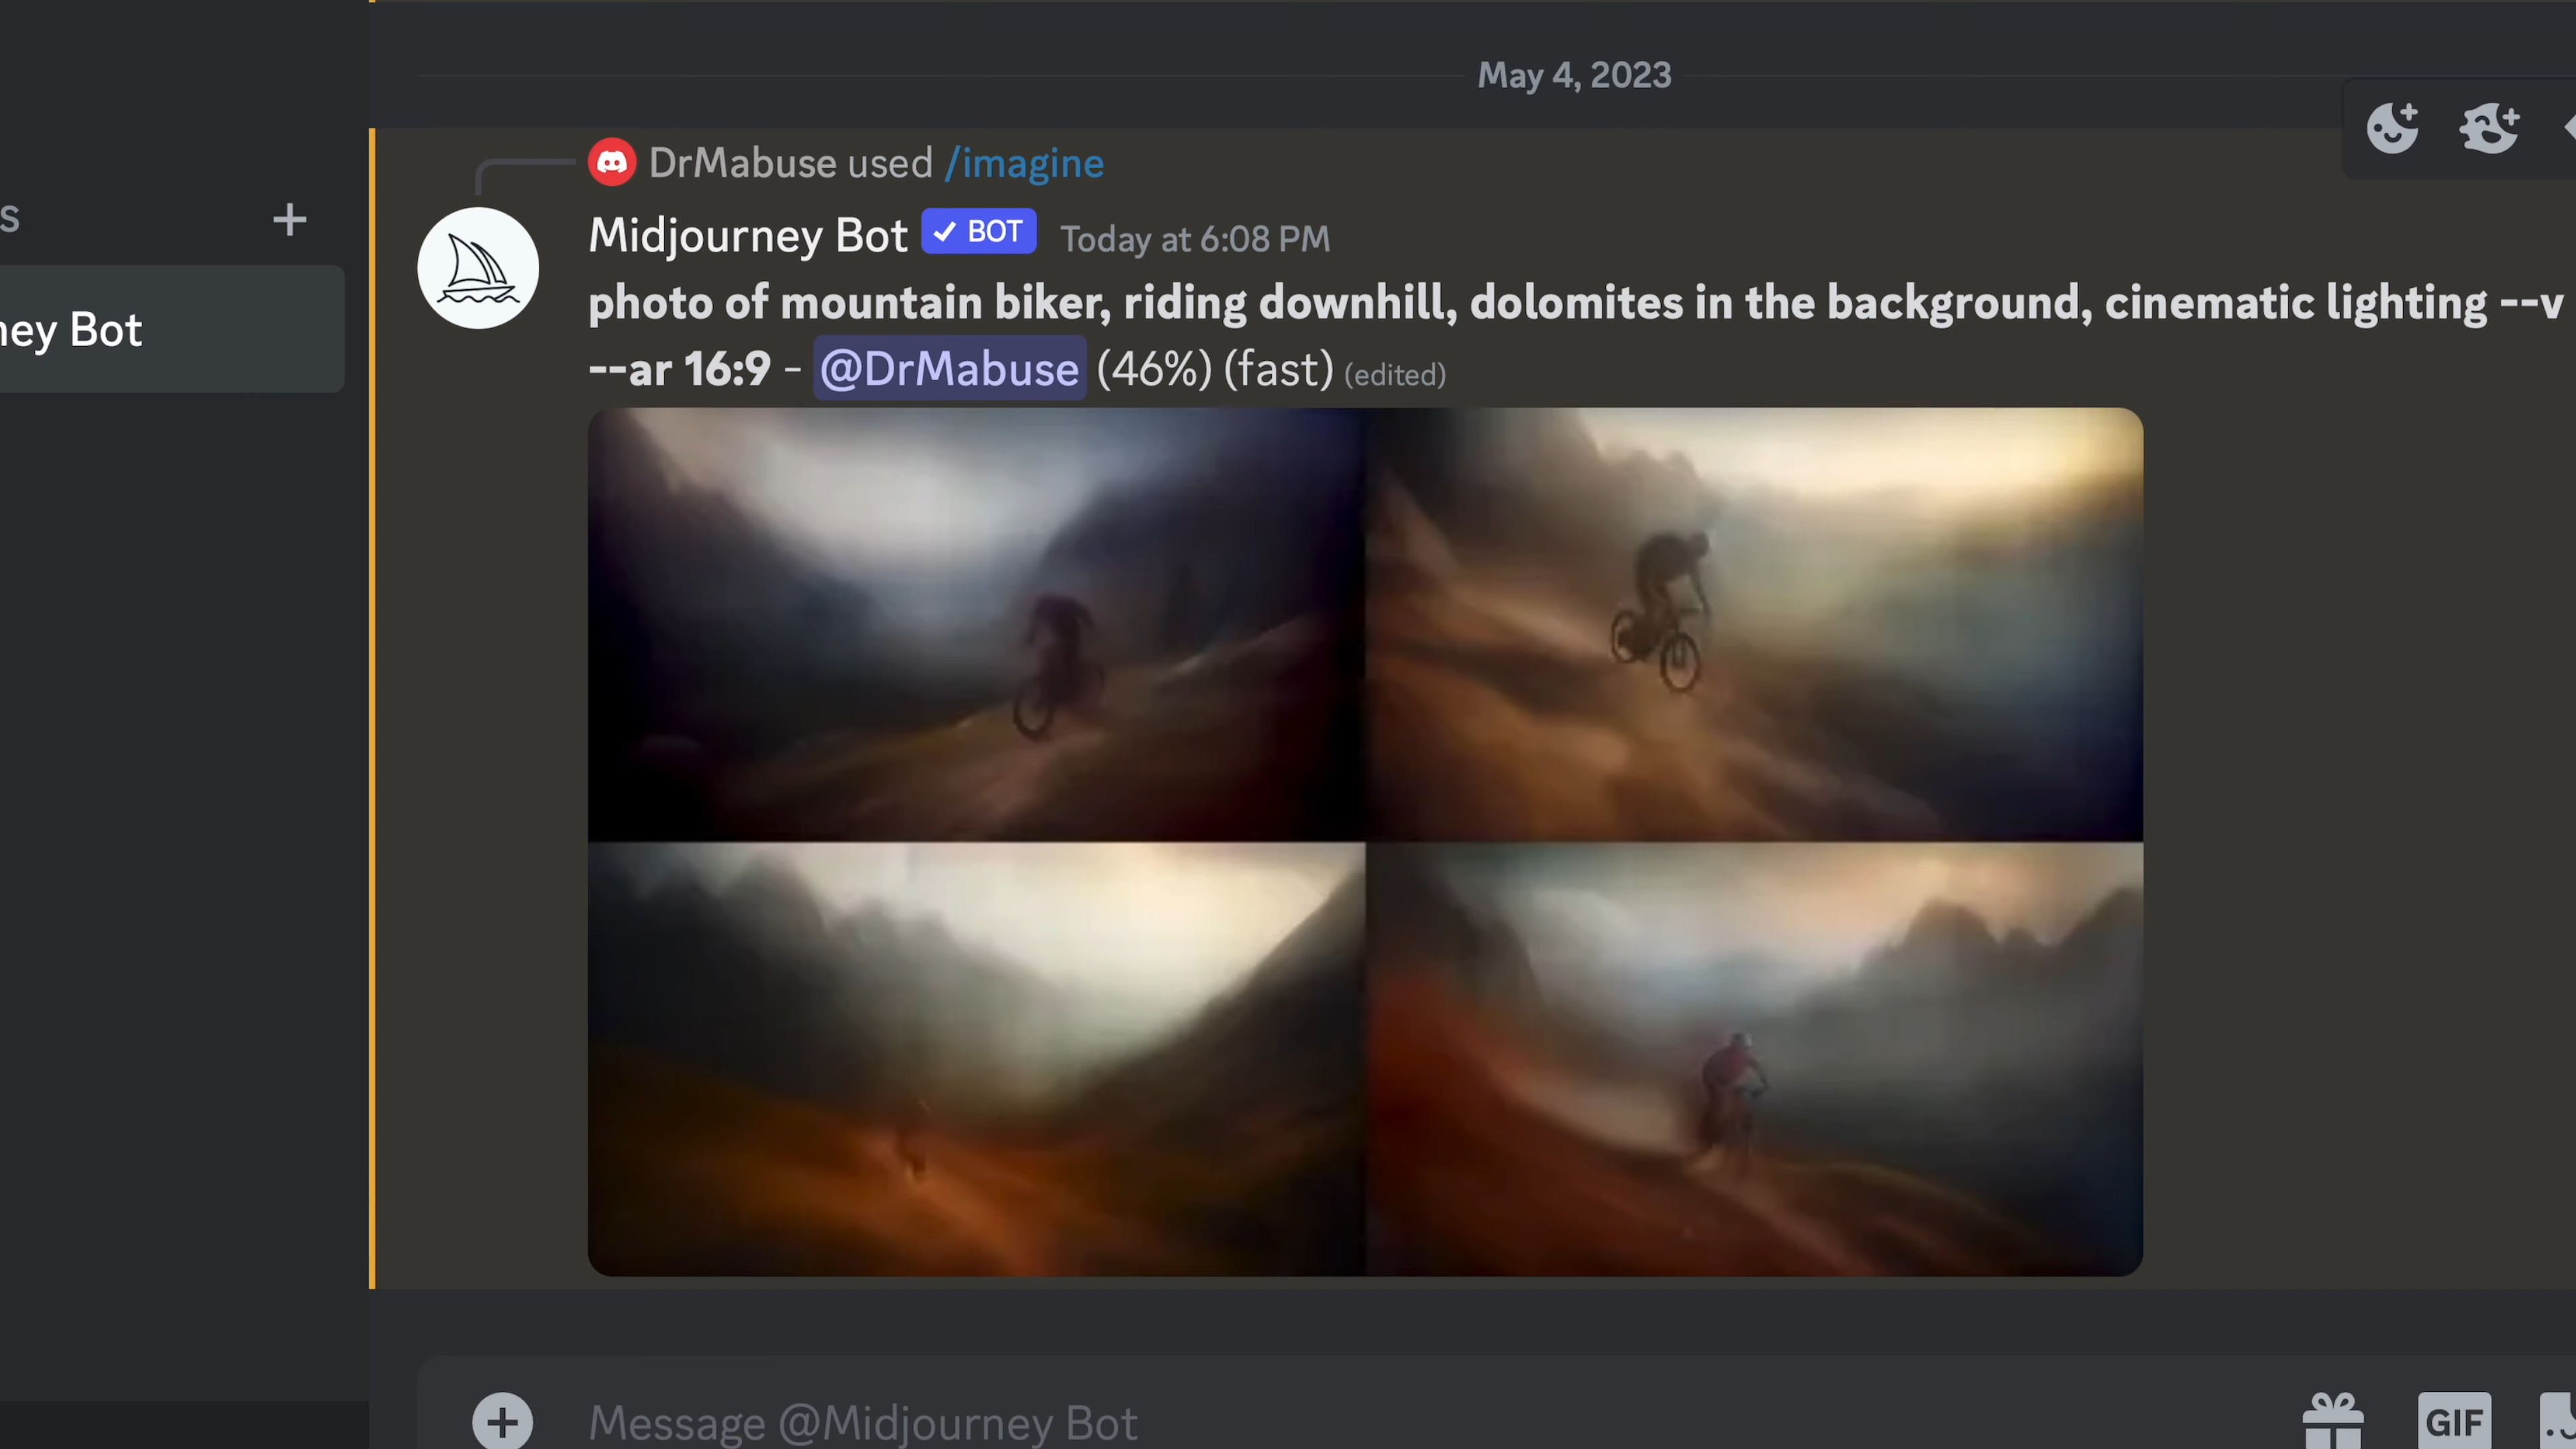 May 4, 2023
DrMabuse used /imagine
Midjourney Bot BOT Today at 6:08 PM
s
photo of mountain biker, riding downhill, dolomites in the background, cinematic lighting --v
ney Bot
--ar 16:9 - @DrMabuse (46%) (fast) (edited)
Message @Midjourney Bot
GIF